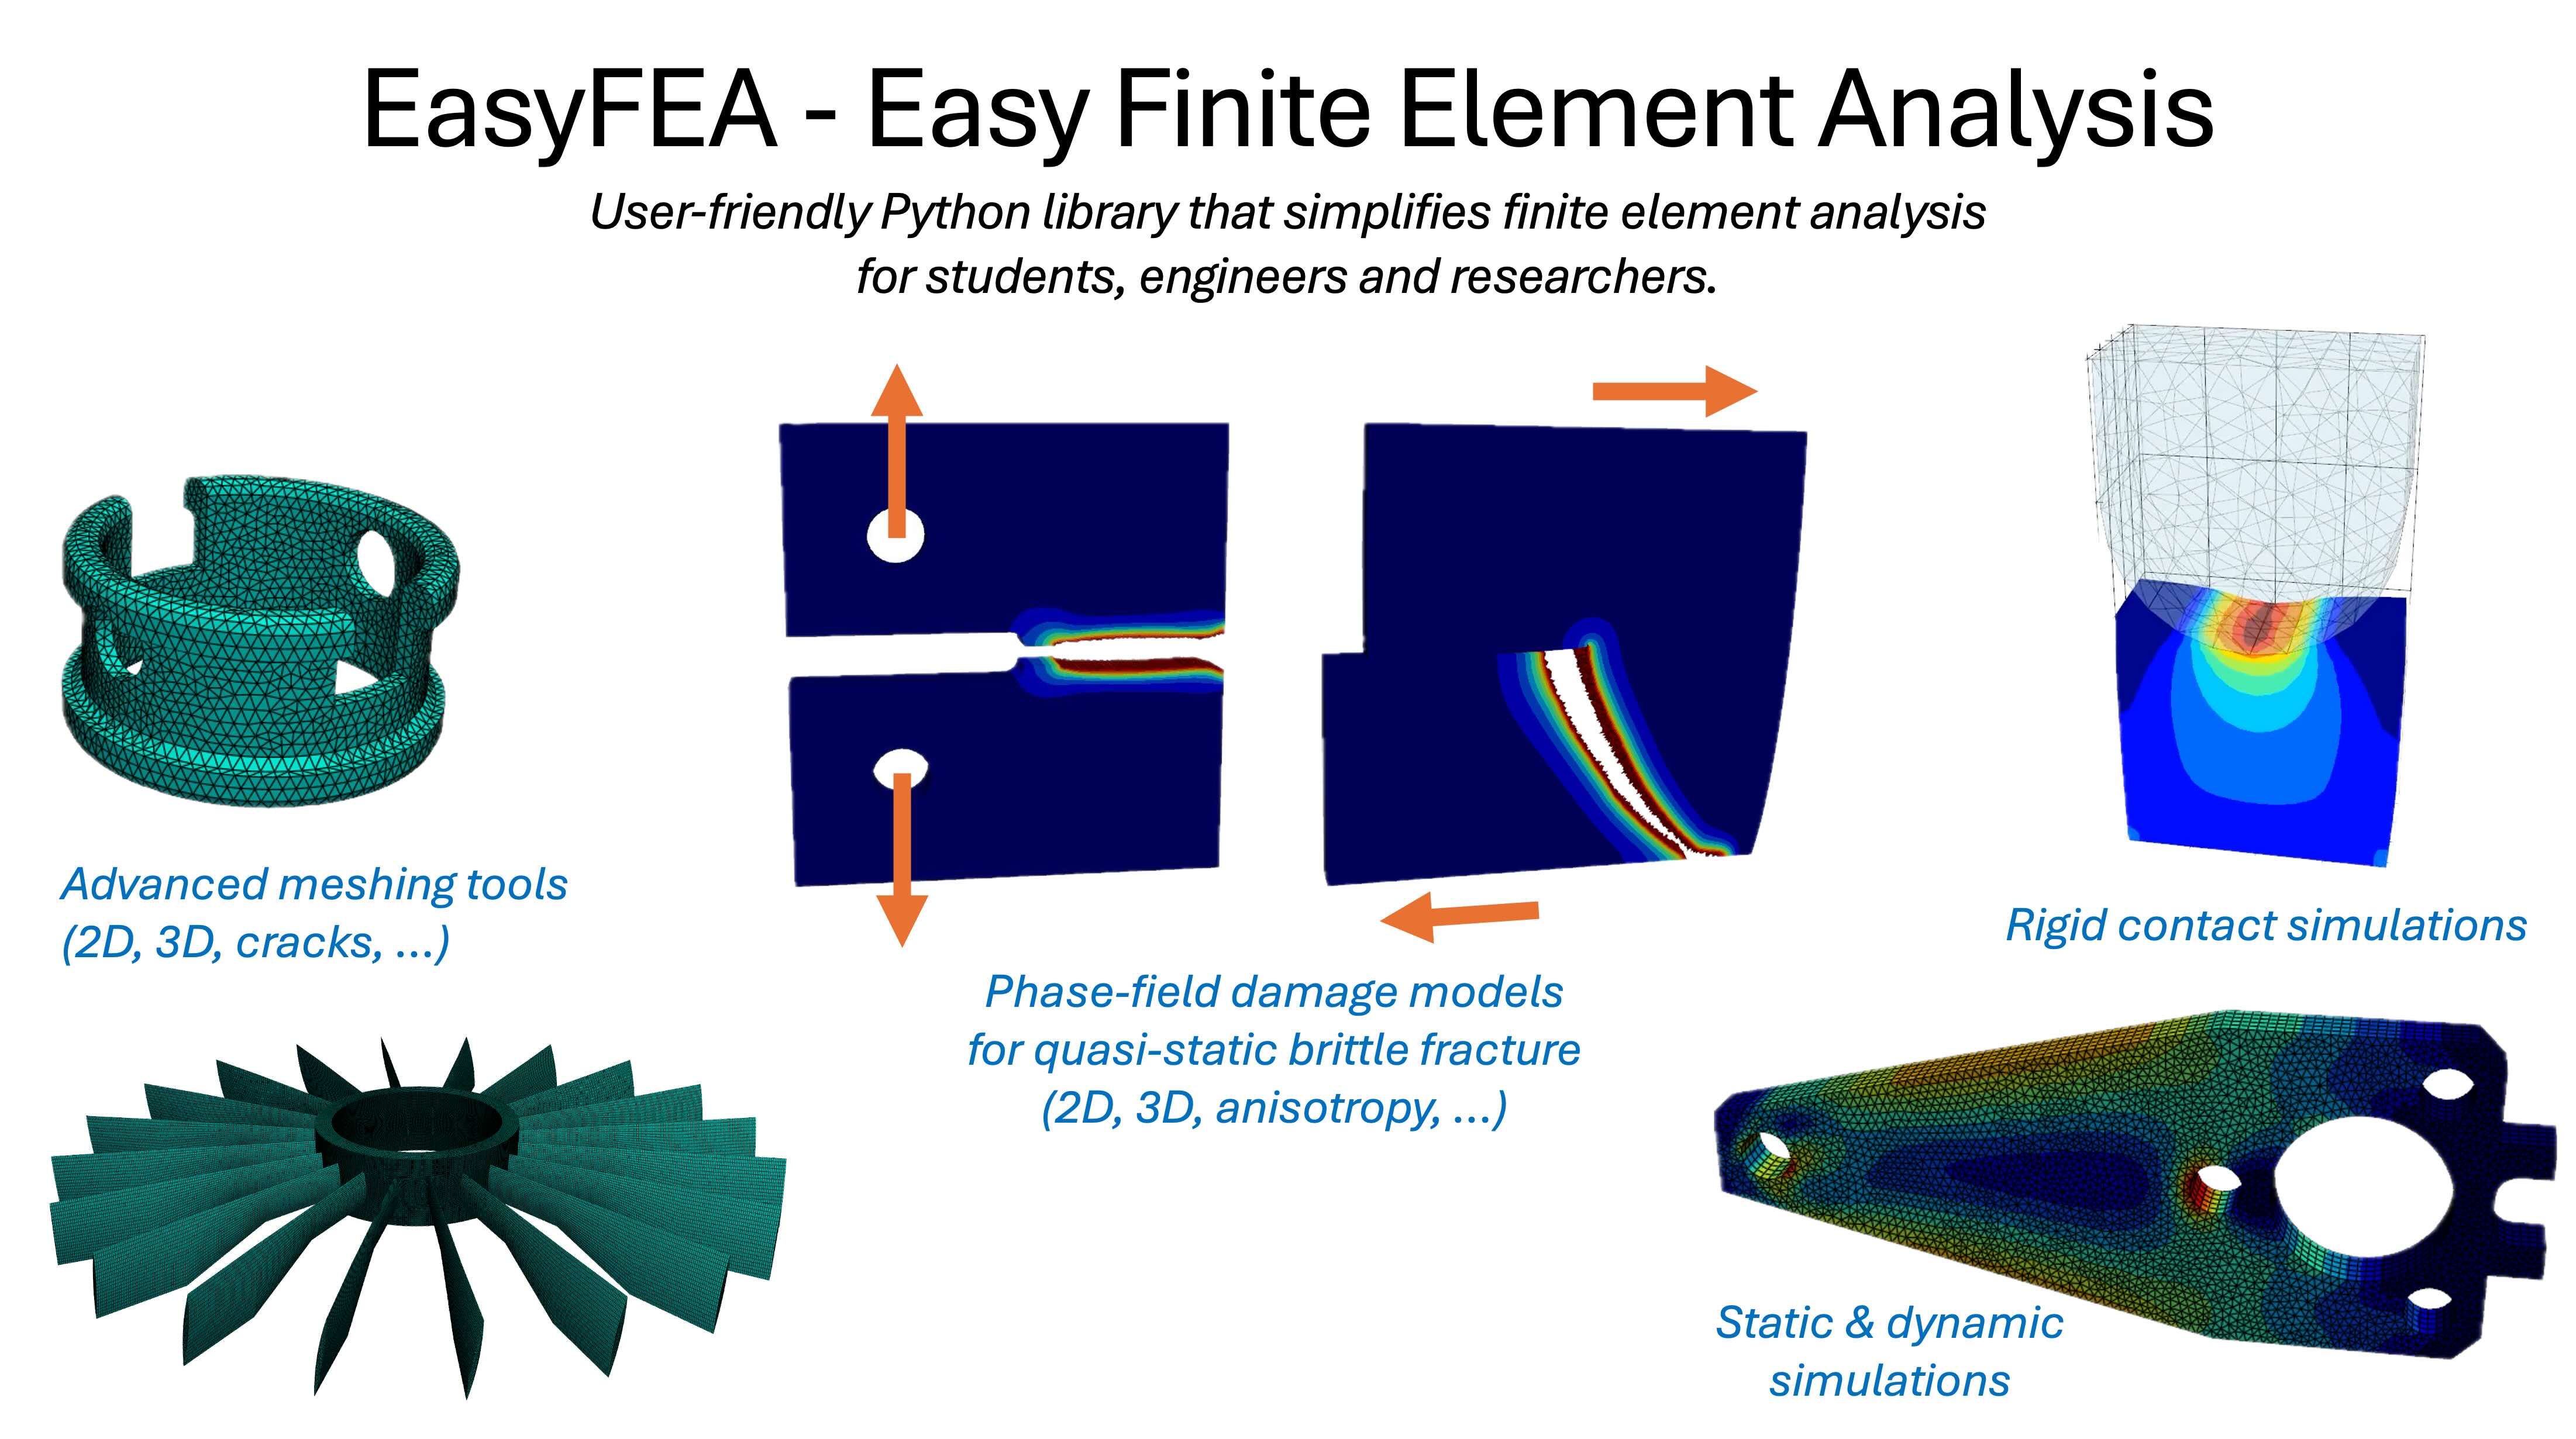 EasyFEA - Easy Finite Element Analysis
User-friendly Python library that simplifies finite element analysis
for students, engineers and researchers.
Advanced meshing tools
(2D, 3D, cracks, ...)
Phase-field damage models
for quasi-static brittle fracture
(2D, 3D, anisotropy, ...)
Rigid contact simulations
Static & dynamic
simulations